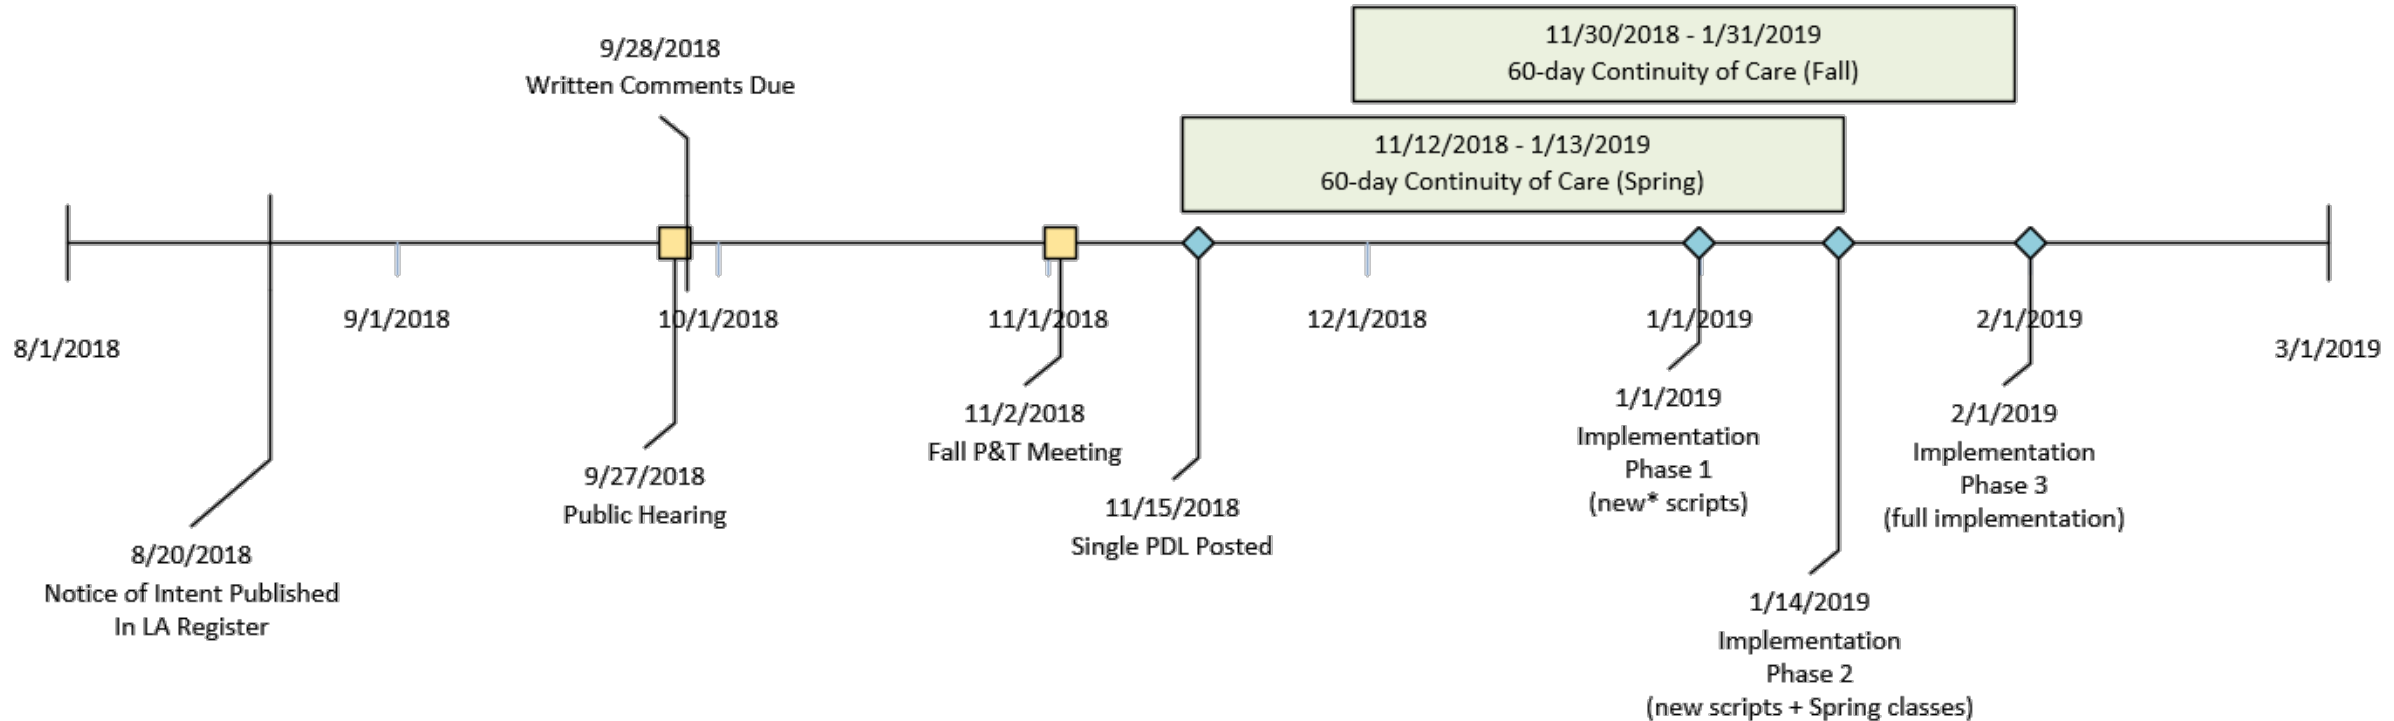 11/30/2018 - 1/31/2019
60-day Continuity of Care (Fall)
9/28/2018
Written Comments Due
11/12/2018 - 1/13/2019
60-day Continuity of Care (Spring)
8/1/2018
9/1/2018
10/1/2018
11/1/2018
12/1/2018
1/1/2019
2/1/2019
3/1/2019
8/20/2018
Notice of Intent Published
In LA Register
9/27/2018
Public Hearing
11/2/2018
Fall P&T Meeting
11/15/2018
Single PDL Posted
1/1/2019
Implementation
Phase 1
(new* scripts)
1/14/2019
Implementation
Phase 2
(new scripts + Spring classes)
2/1/2019
Implementation
Phase 3
(full implementation)